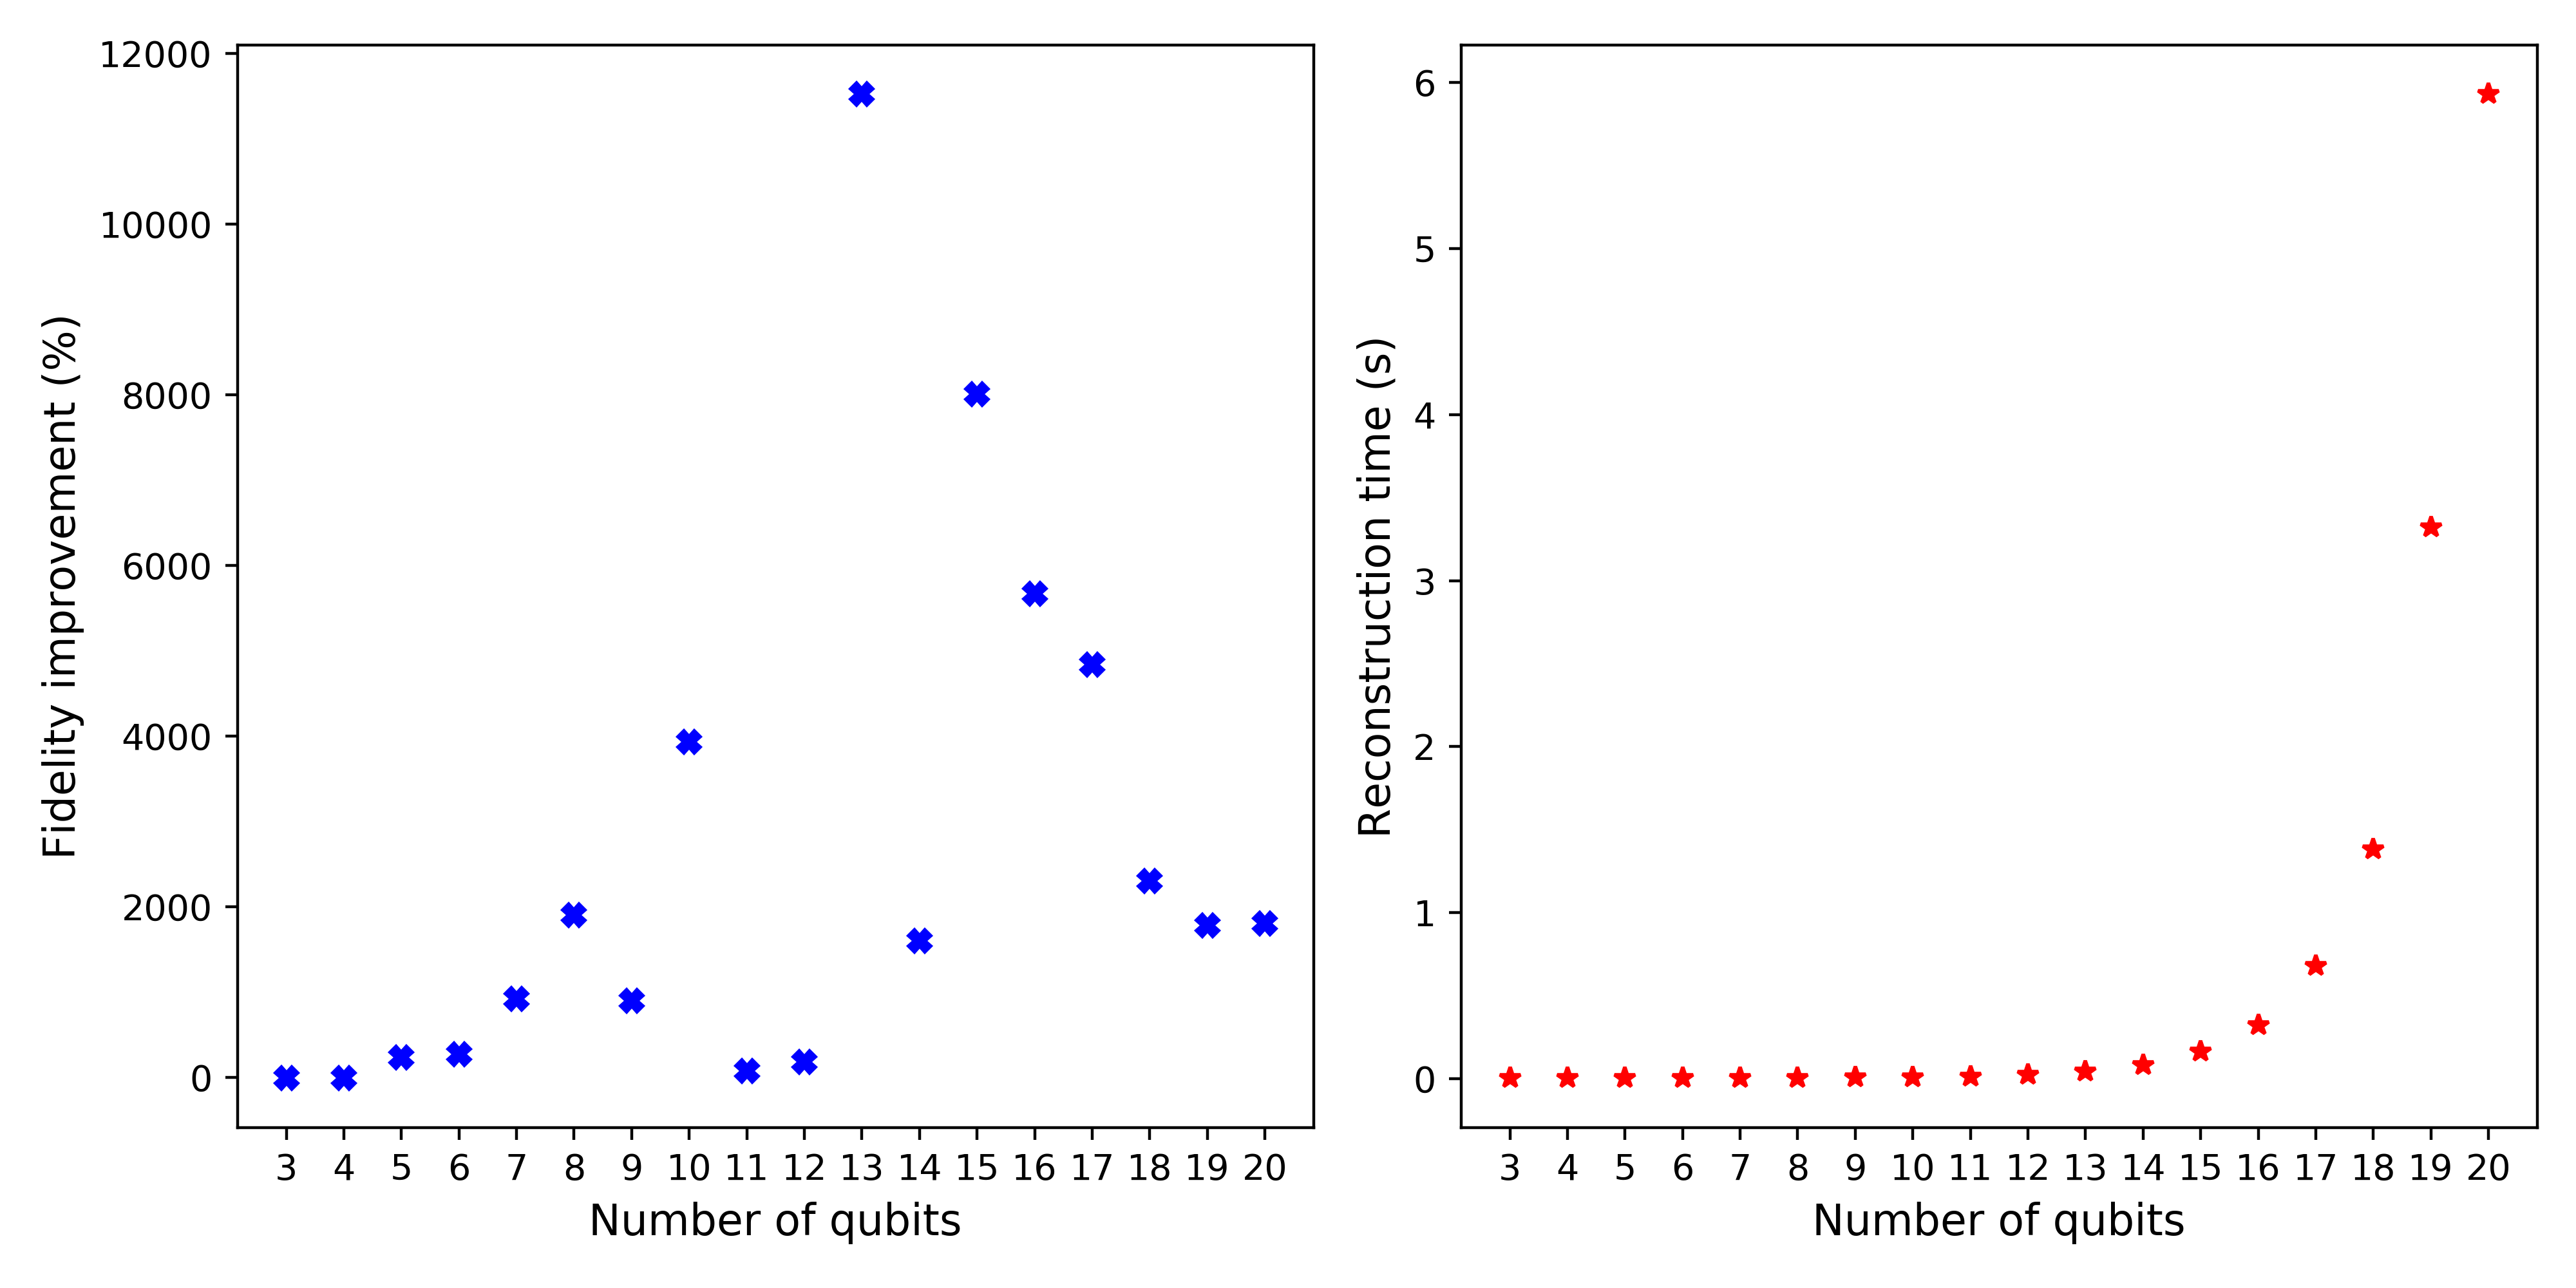 12000
10000
8000
6000
4000
2000
0
Fidelity improvement (%)
3 4 5 6 7 8 9 10 11 12 13 14 15 16 17 18 19 20
Number of qubits
6
5
4
3
2
1
0
Reconstruction time (s)
3 4 5 6 7 8 9 10 11 12 13 14 15 16 17 18 19 20
Number of qubits